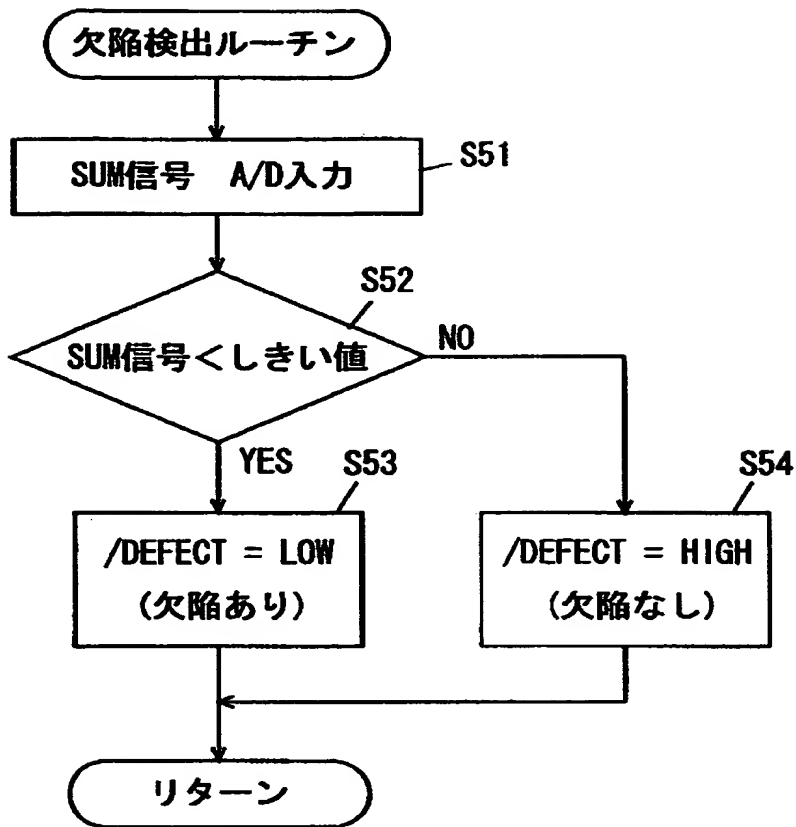 欠陥検出ルーチン
SUM信号 A/D入力
S51
S52
SUM信号＜しきい値
NO
YES
S53
S54
/DEFECT = LOW
(欠陥あり)
/DEFECT = HIGH
(欠陥なし)
リターン